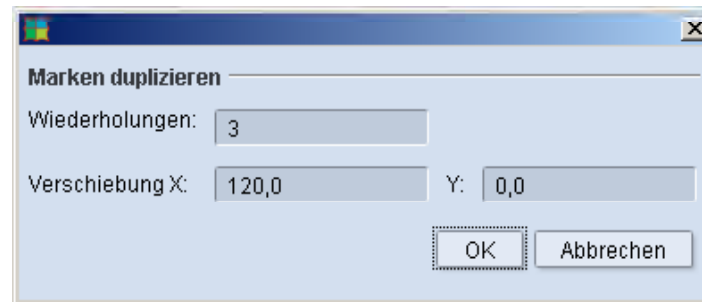 Marken duplizieren
Wiederholungen: 3
Verschiebung X: 120,0 Y: 0,0
OK Abbrechen